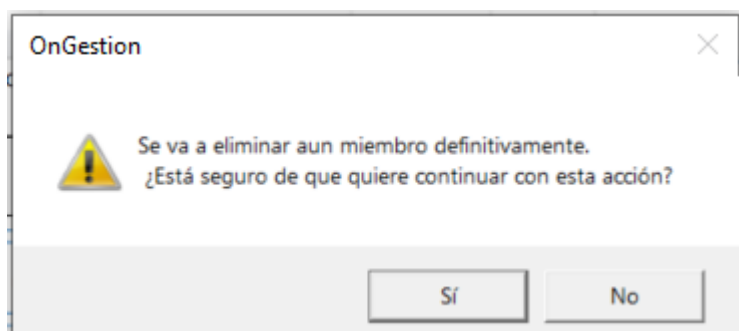 OnGestion
Se va a eliminar aun miembro definitivamente.
¿Está seguro de que quiere continuar con esta acción?
Sí
No